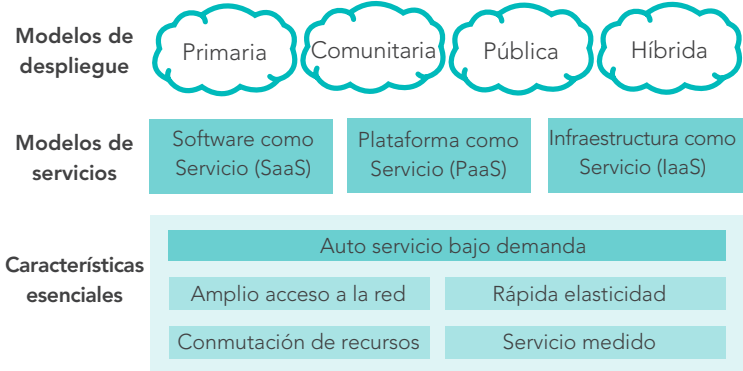 Modelos de
despliegue
Primaria
Comunitaria
Pública
Híbrida
Modelos de
servicios
Software como
Servicio (SaaS)
Plataforma como
Servicio (PaaS)
Infraestructura como
Servicio (IaaS)
Características
esenciales
Auto servicio bajo demanda
Amplio acceso a la red
Rápida elasticidad
Conmutación de recursos
Servicio medido